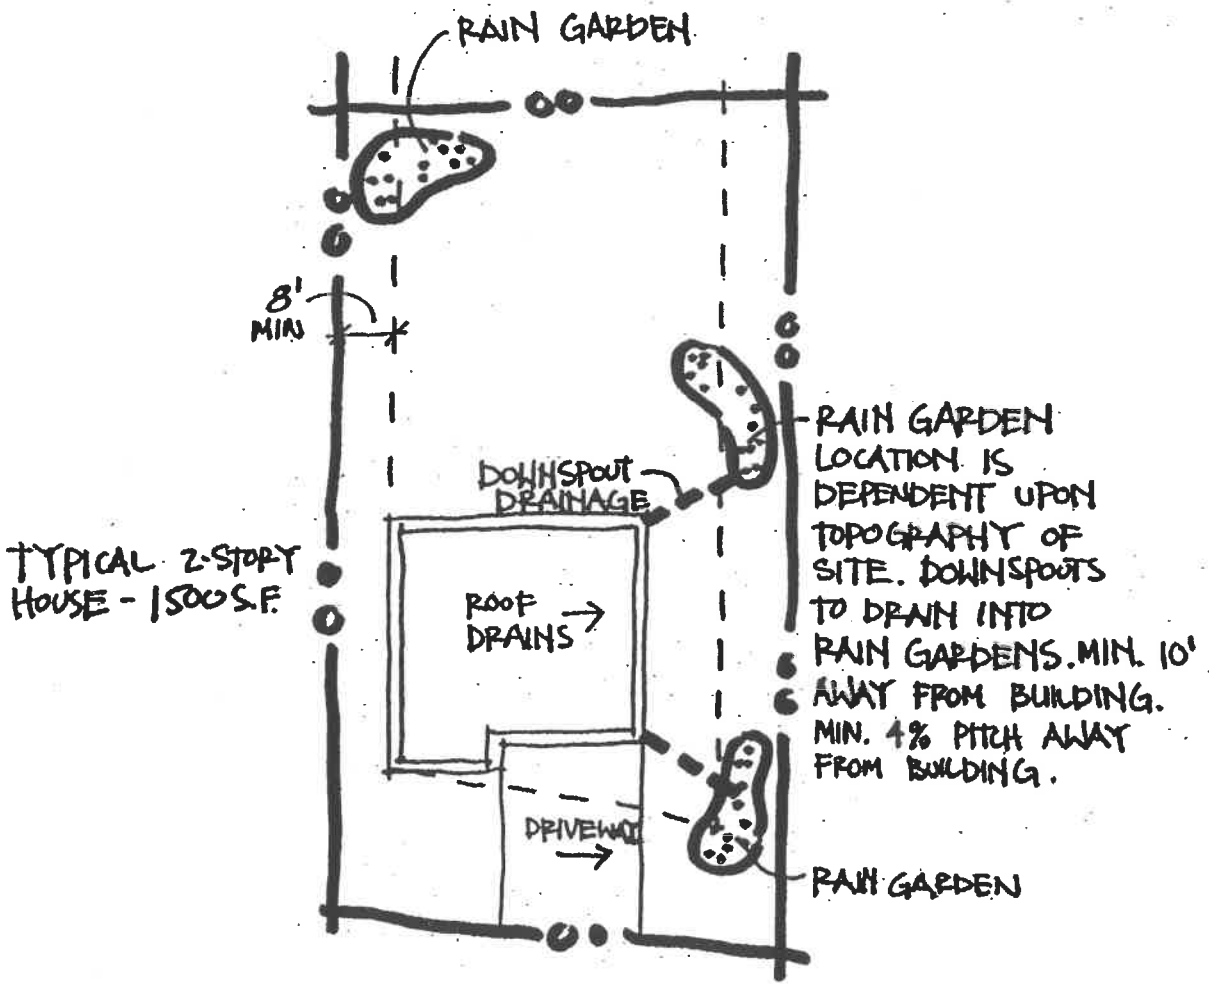 RAIN GARDEN
8'
MIN
RAIN GARDEN
LOCATION IS
DEPENDENT UPON
TOPOGRAPHY OF
SITE. DOWNSPOUTS
TO DRAIN INTO
RAIN GARDENS. MIN. 10'
AWAY FROM BUILDING.
MIN. 4% PITCH AWAY
FROM BUILDING.
DOWNSPOUT
DRAINAGE
TYPICAL 2-STORY
HOUSE - 1500 S.F.
ROOF
DRAINS
DRIVEWAY
RAIN GARDEN